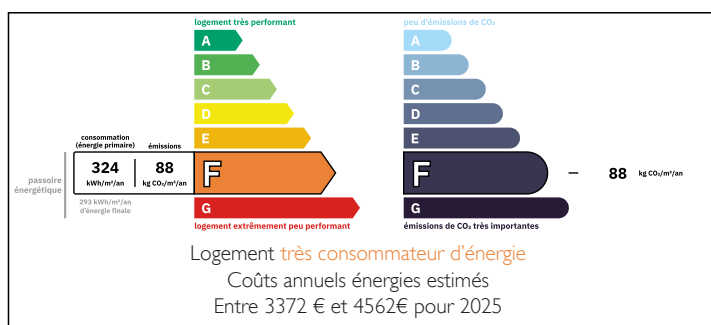 logement très performant
A
B
C
D
E
consommation
(énergie primaire)
émissions
324
kWh/m²/an
88
kg CO₂/m²/an
F
passoire
énergétique
293 kWh/m²/an
d'énergie finale
G
logement extrêmement peu performant
peu d'émissions de CO₂
A
B
C
D
E
F
88 kg CO₂/m²/an
G
émissions de CO₂ très importantes
Logement très consommateur d'énergie
Coûts annuels énergies estimés
Entre 3372 € et 4562€ pour 2025